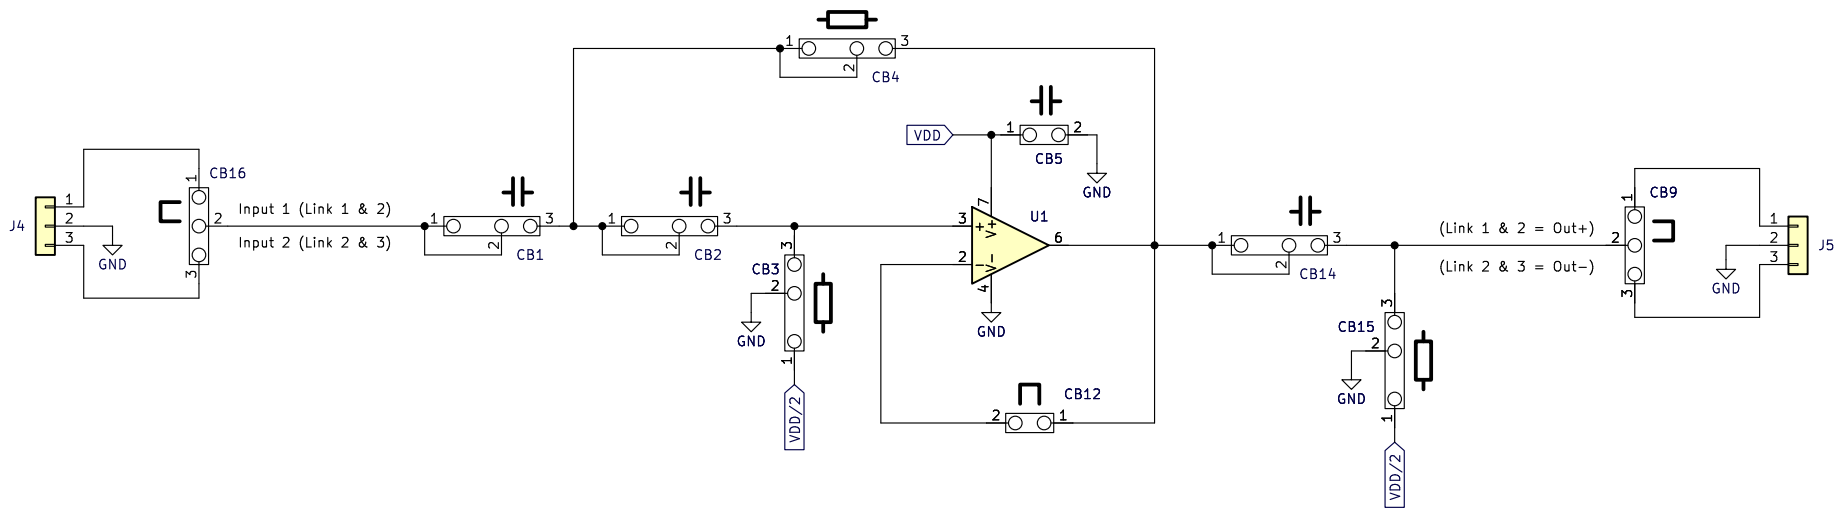 1
3
2
CB4
VDD
1
2
CB5
GND
J4
1
2
3
GND
CB16
1
2
3
Input 1 (Link 1 & 2)
Input 2 (Link 2 & 3)
1
3
2
CB1
1
3
2
CB2
CB3
3
2
1
GND
VDD/2
3
2
+
-
V+
V-
7
4
6
U1
GND
2
1
CB12
1
3
2
CB14
CB15
3
2
1
GND
VDD/2
(Link 1 & 2 = Out+)
(Link 2 & 3 = Out-)
CB9
1
2
3
1
2
3
J5
GND